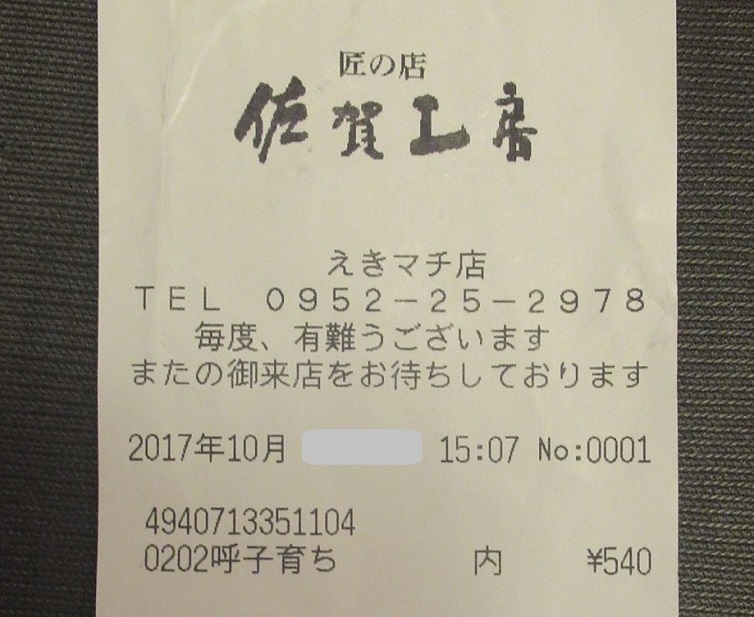 匠の店
佐賀工房
えきマチ店
TEL 0952-25-2978
毎度、有難うございます
またの御来店をお待ちしております
2017年10月 15:07 No:0001
4940713351104
0202呼子育ち 内 ¥540